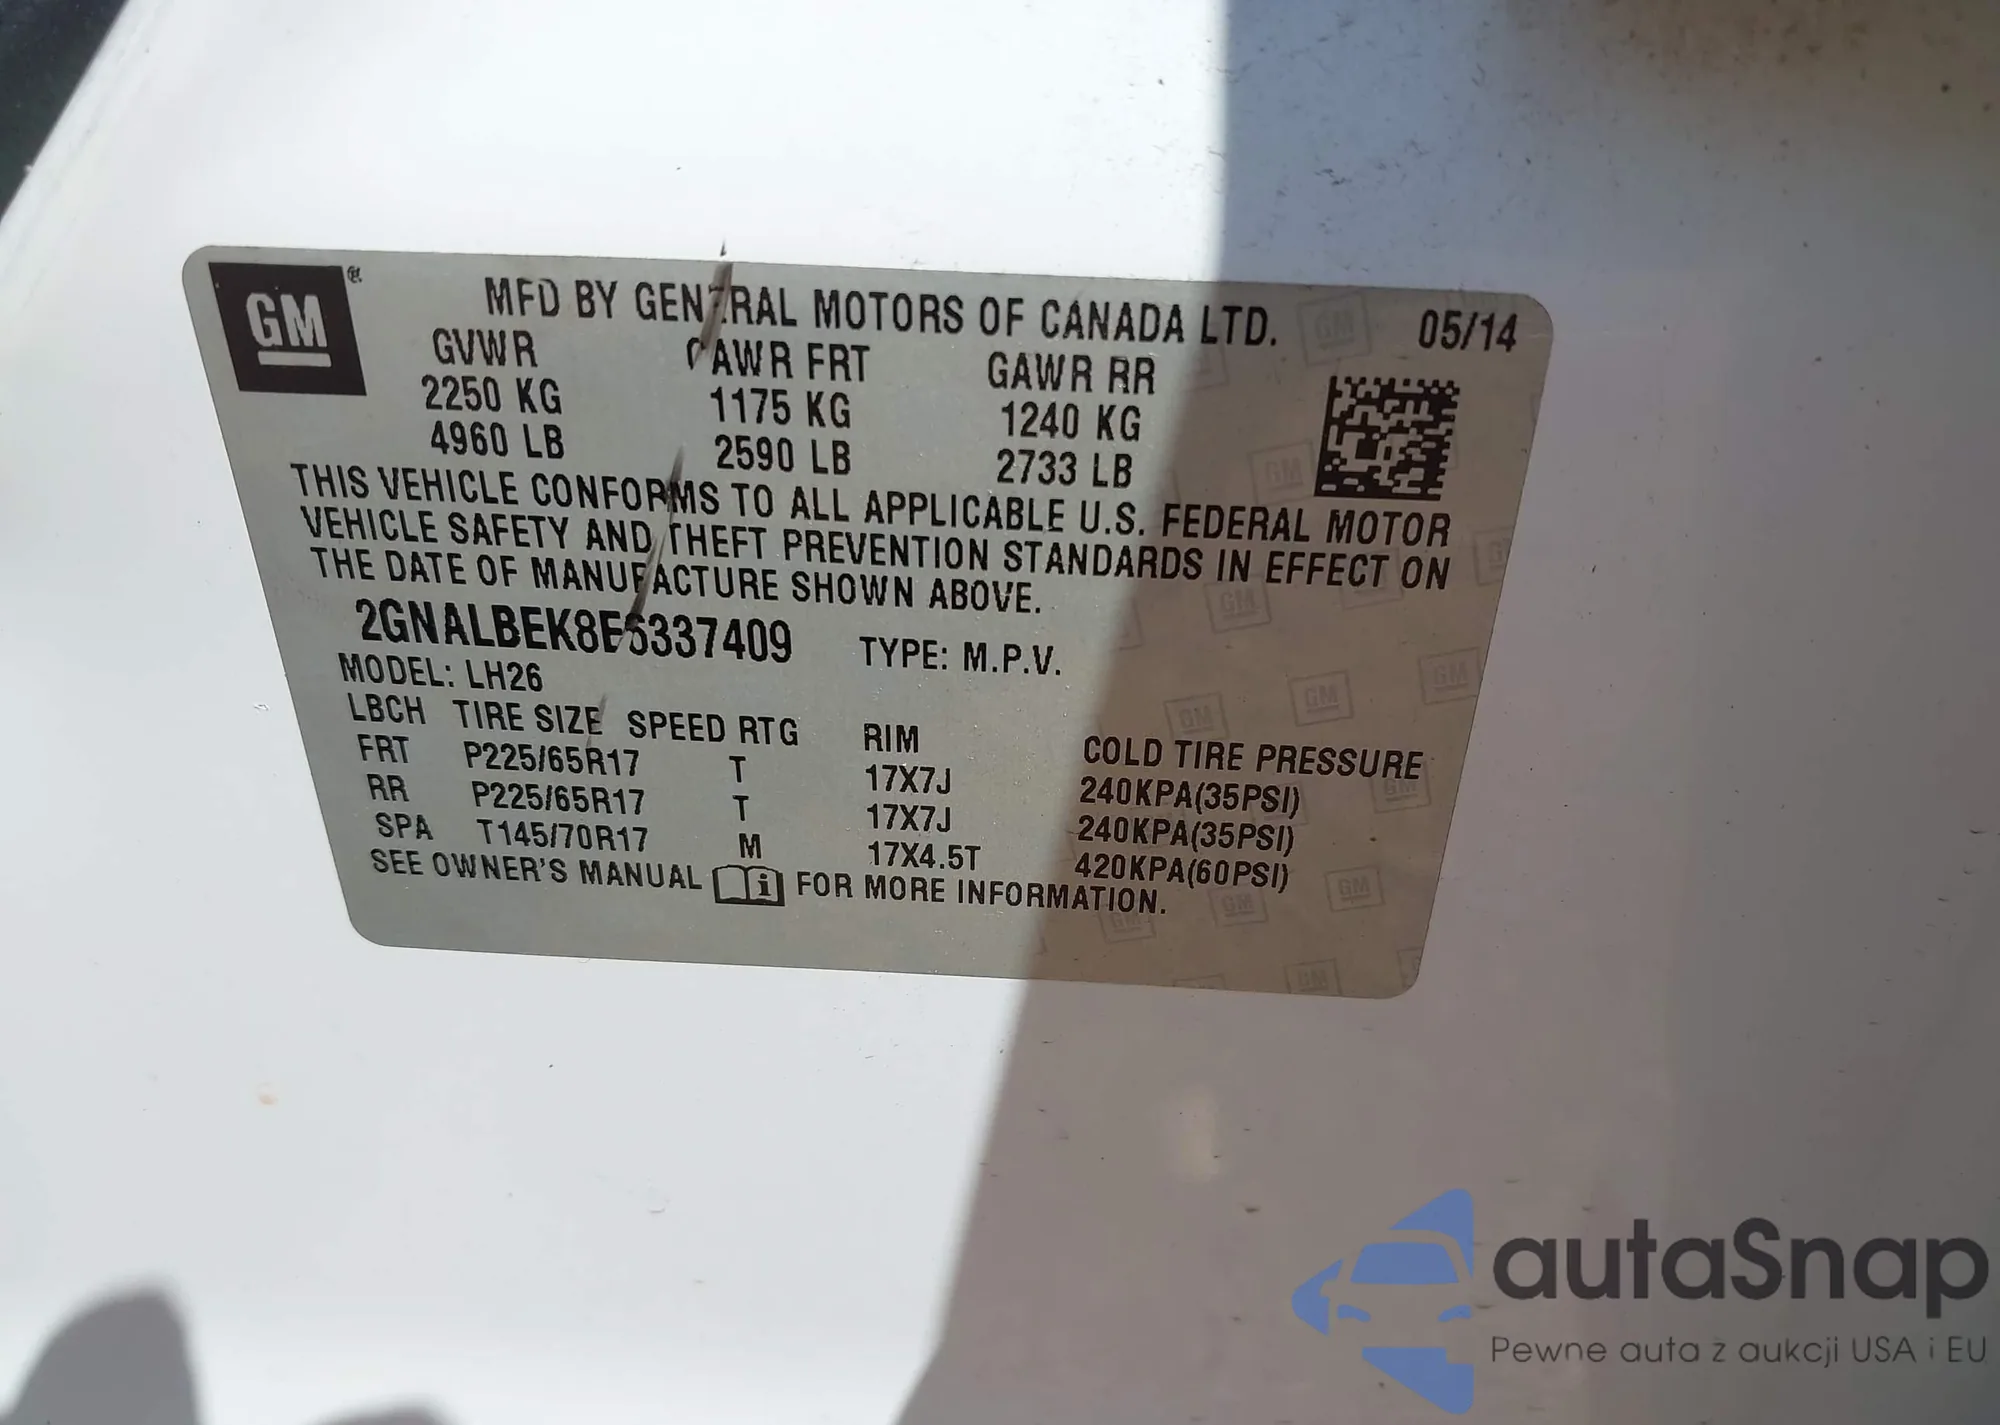 GM
MFD BY GENERAL MOTORS OF CANADA LTD. 05/14
GVWR GAWR FRT GAWR RR
2250 KG 1175 KG 1240 KG
4960 LB 2590 LB 2733 LB
THIS VEHICLE CONFORMS TO ALL APPLICABLE U.S. FEDERAL MOTOR
VEHICLE SAFETY AND THEFT PREVENTION STANDARDS IN EFFECT ON
THE DATE OF MANUFACTURE SHOWN ABOVE.
2GNALBEK8E6337409 TYPE: M.P.V.
MODEL: LH26
LBCH TIRE SIZE SPEED RTG RIM COLD TIRE PRESSURE
FRT P225/65R17 T 17X7J 240KPA(35PSI)
RR P225/65R17 T 17X7J 240KPA(35PSI)
SPA T145/70R17 M 17X4.5T 420KPA(60PSI)
SEE OWNER'S MANUAL FOR MORE INFORMATION.
autaSnap
Pewne auta z aukcji USA i EU